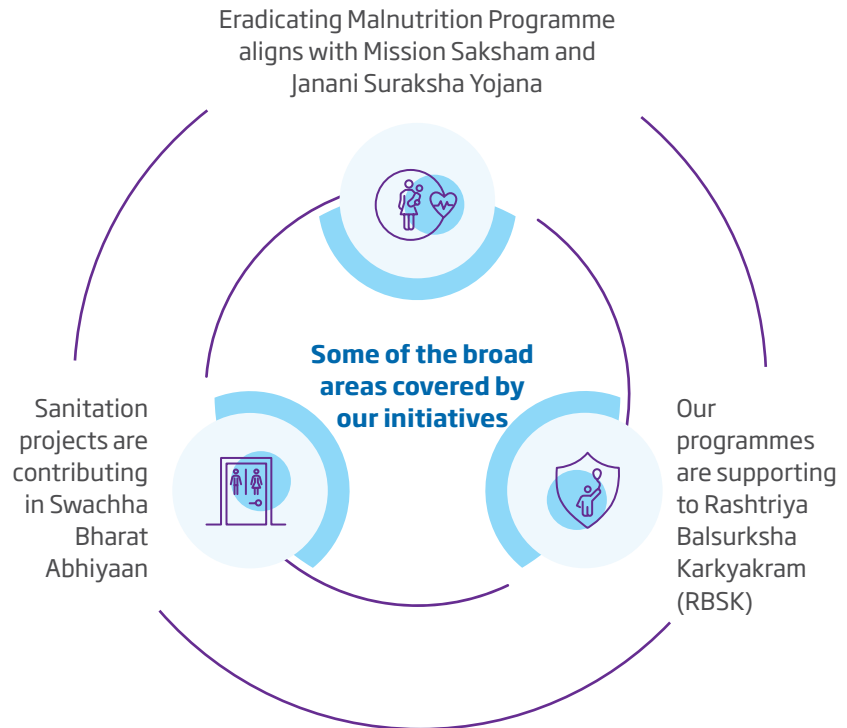 Eradicating Malnutrition Programme
aligns with Mission Saksham and
Janani Suraksha Yojana
Some of the broad
areas covered by
our initiatives
Sanitation
projects are
contributing
in Swachha
Bharat
Abhiyaan
Our
programmes
are supporting
to Rashtriya
Balsurksha
Karkyakram
(RBSK)